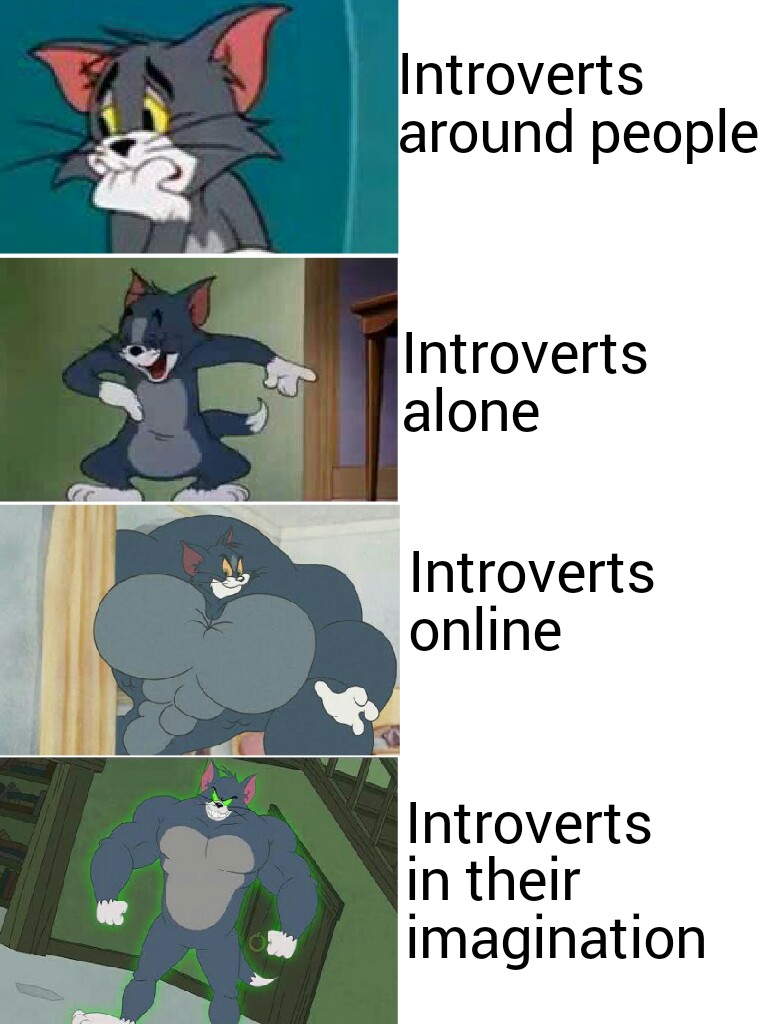 Introverts
around people
Introverts
alone
Introverts
online
Introverts
in their
imagination